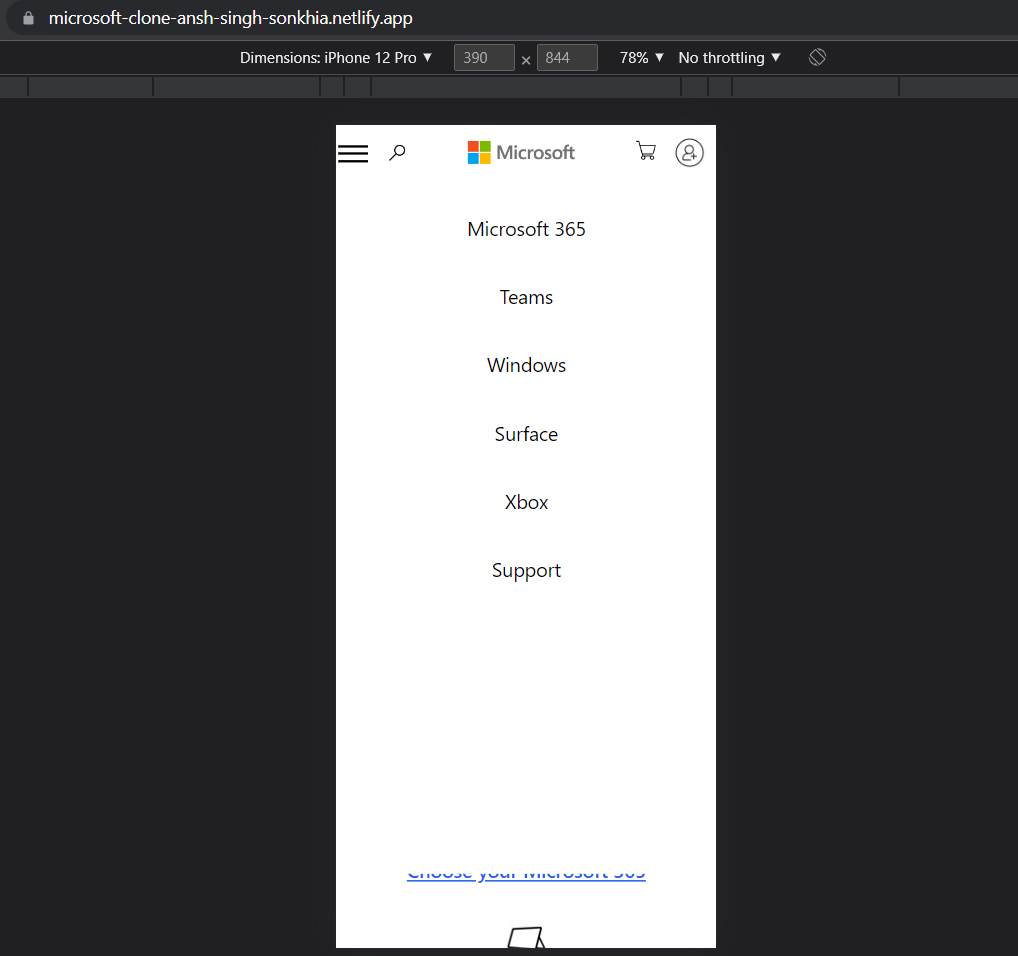 microsoft-clone-ansh-singh-sonkhia.netlify.app
Dimensions: iPhone 12 Pro ▼ 390 × 844 78% ▼ No throttling ▼
Microsoft
Microsoft 365
Teams
Windows
Surface
Xbox
Support
Choose your Microsoft 365